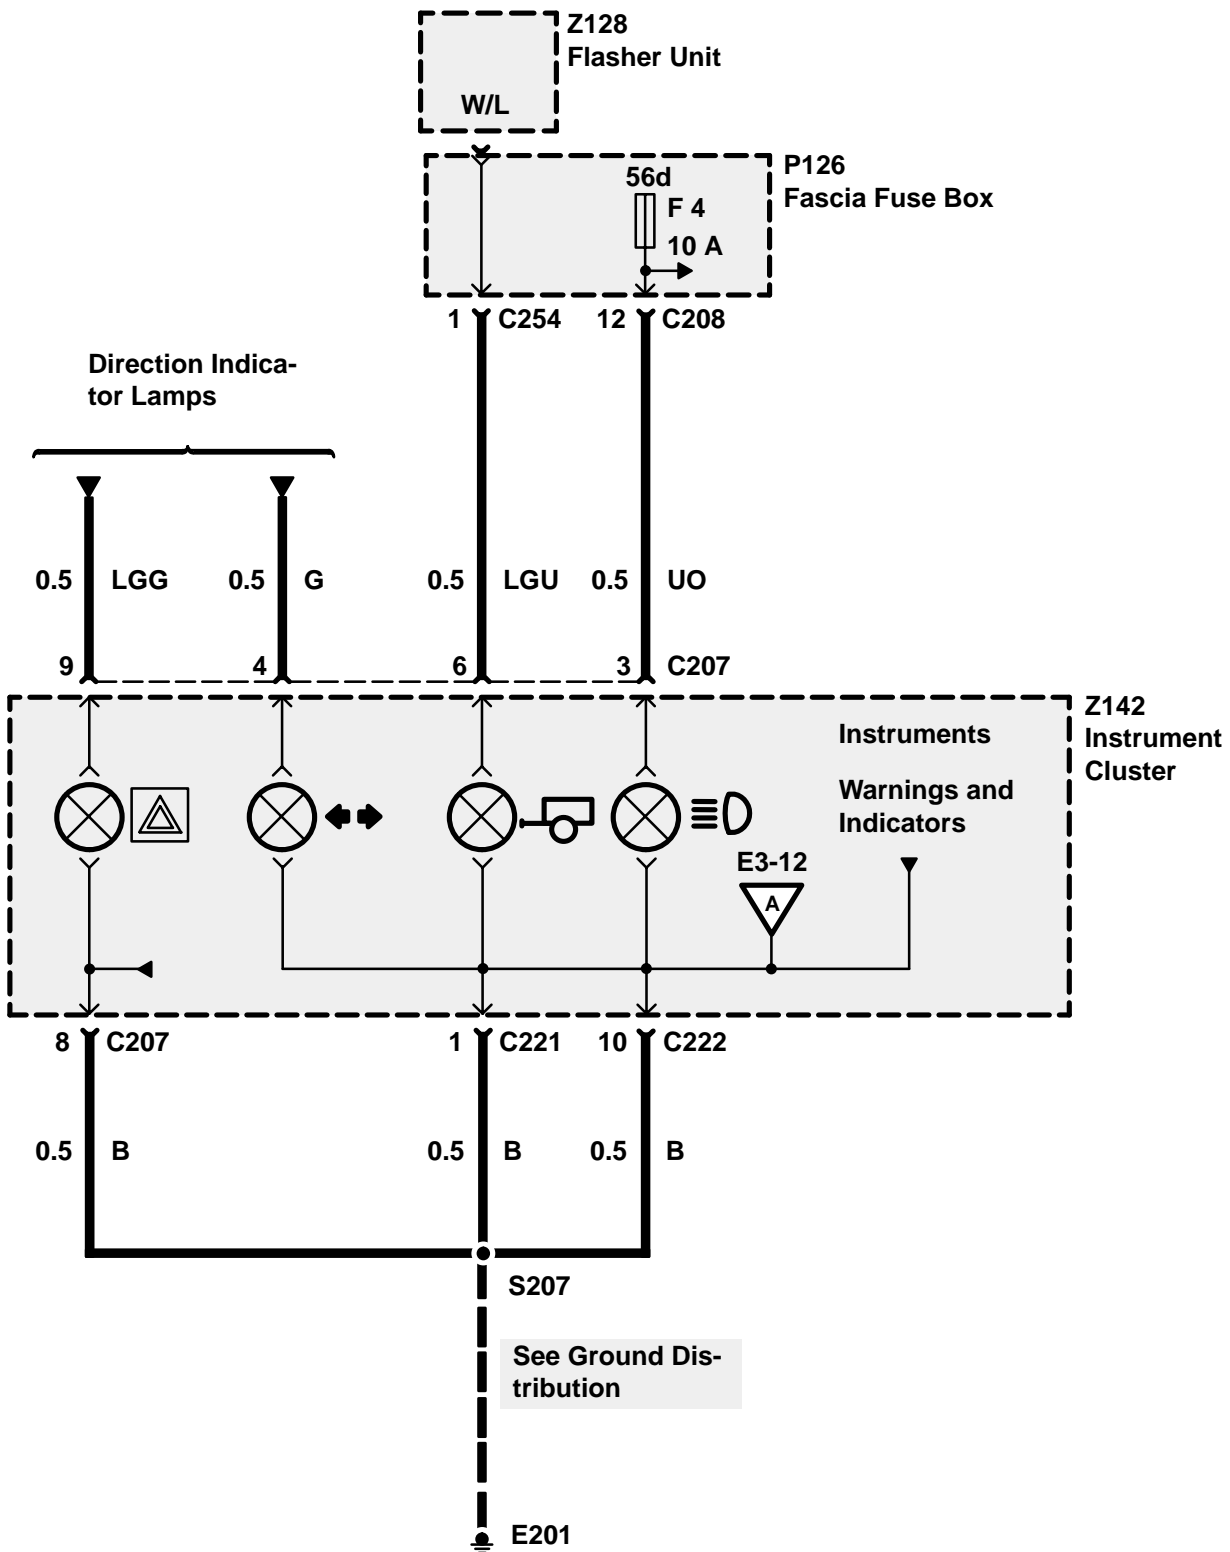 Z128
Flasher Unit
W/L
P126
Fascia Fuse Box
56d
F 4
10 A
1 C254 12 C208
Direction Indica-
tor Lamps
0.5 LGG 0.5 G 0.5 LGU 0.5 UO
9 4 6 3 C207
Z142
Instrument
Cluster
Instruments
Warnings and
Indicators
E3-12
A
8 C207 1 C221 10 C222
0.5 B 0.5 B 0.5 B
S207
See Ground Dis-
tribution
E201